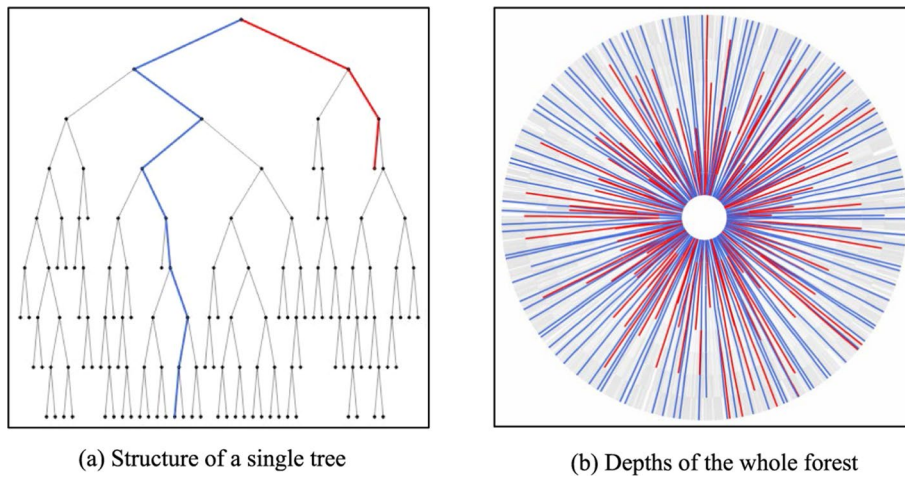 (a) Structure of a single tree
(b) Depths of the whole forest